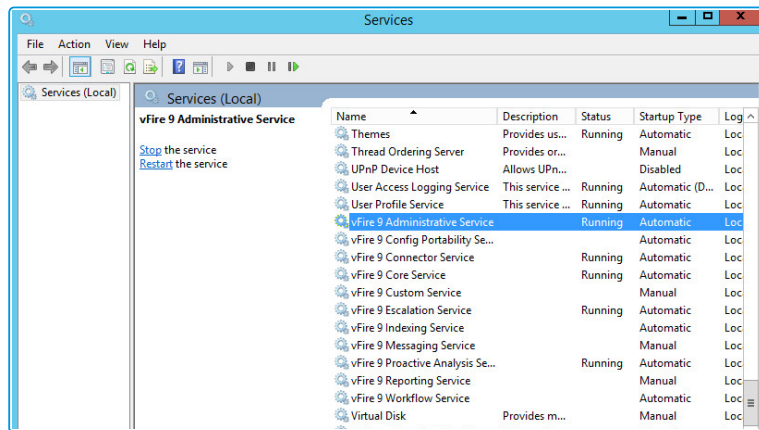 Services
File Action View Help
Services (Local)
Services (Local)
vFire 9 Administrative Service
Stop the service
Restart the service
Name Description Status Startup Type Log
Themes Provides us... Running Automatic Loc
Thread Ordering Server Provides or... Manual Loc
UPnP Device Host Allows UPn... Disabled Loc
User Access Logging Service This service ... Running Automatic (D... Loc
User Profile Service This service ... Running Automatic Loc
vFire 9 Administrative Service Running Automatic Loc
vFire 9 Config Portability Se... Automatic Loc
vFire 9 Connector Service Running Automatic Loc
vFire 9 Core Service Running Automatic Loc
vFire 9 Custom Service Manual Loc
vFire 9 Escalation Service Running Automatic Loc
vFire 9 Indexing Service Automatic Loc
vFire 9 Messaging Service Manual Loc
vFire 9 Proactive Analysis Se... Running Automatic Loc
vFire 9 Reporting Service Manual Loc
vFire 9 Workflow Service Automatic Loc
Virtual Disk Provides m... Manual Loc